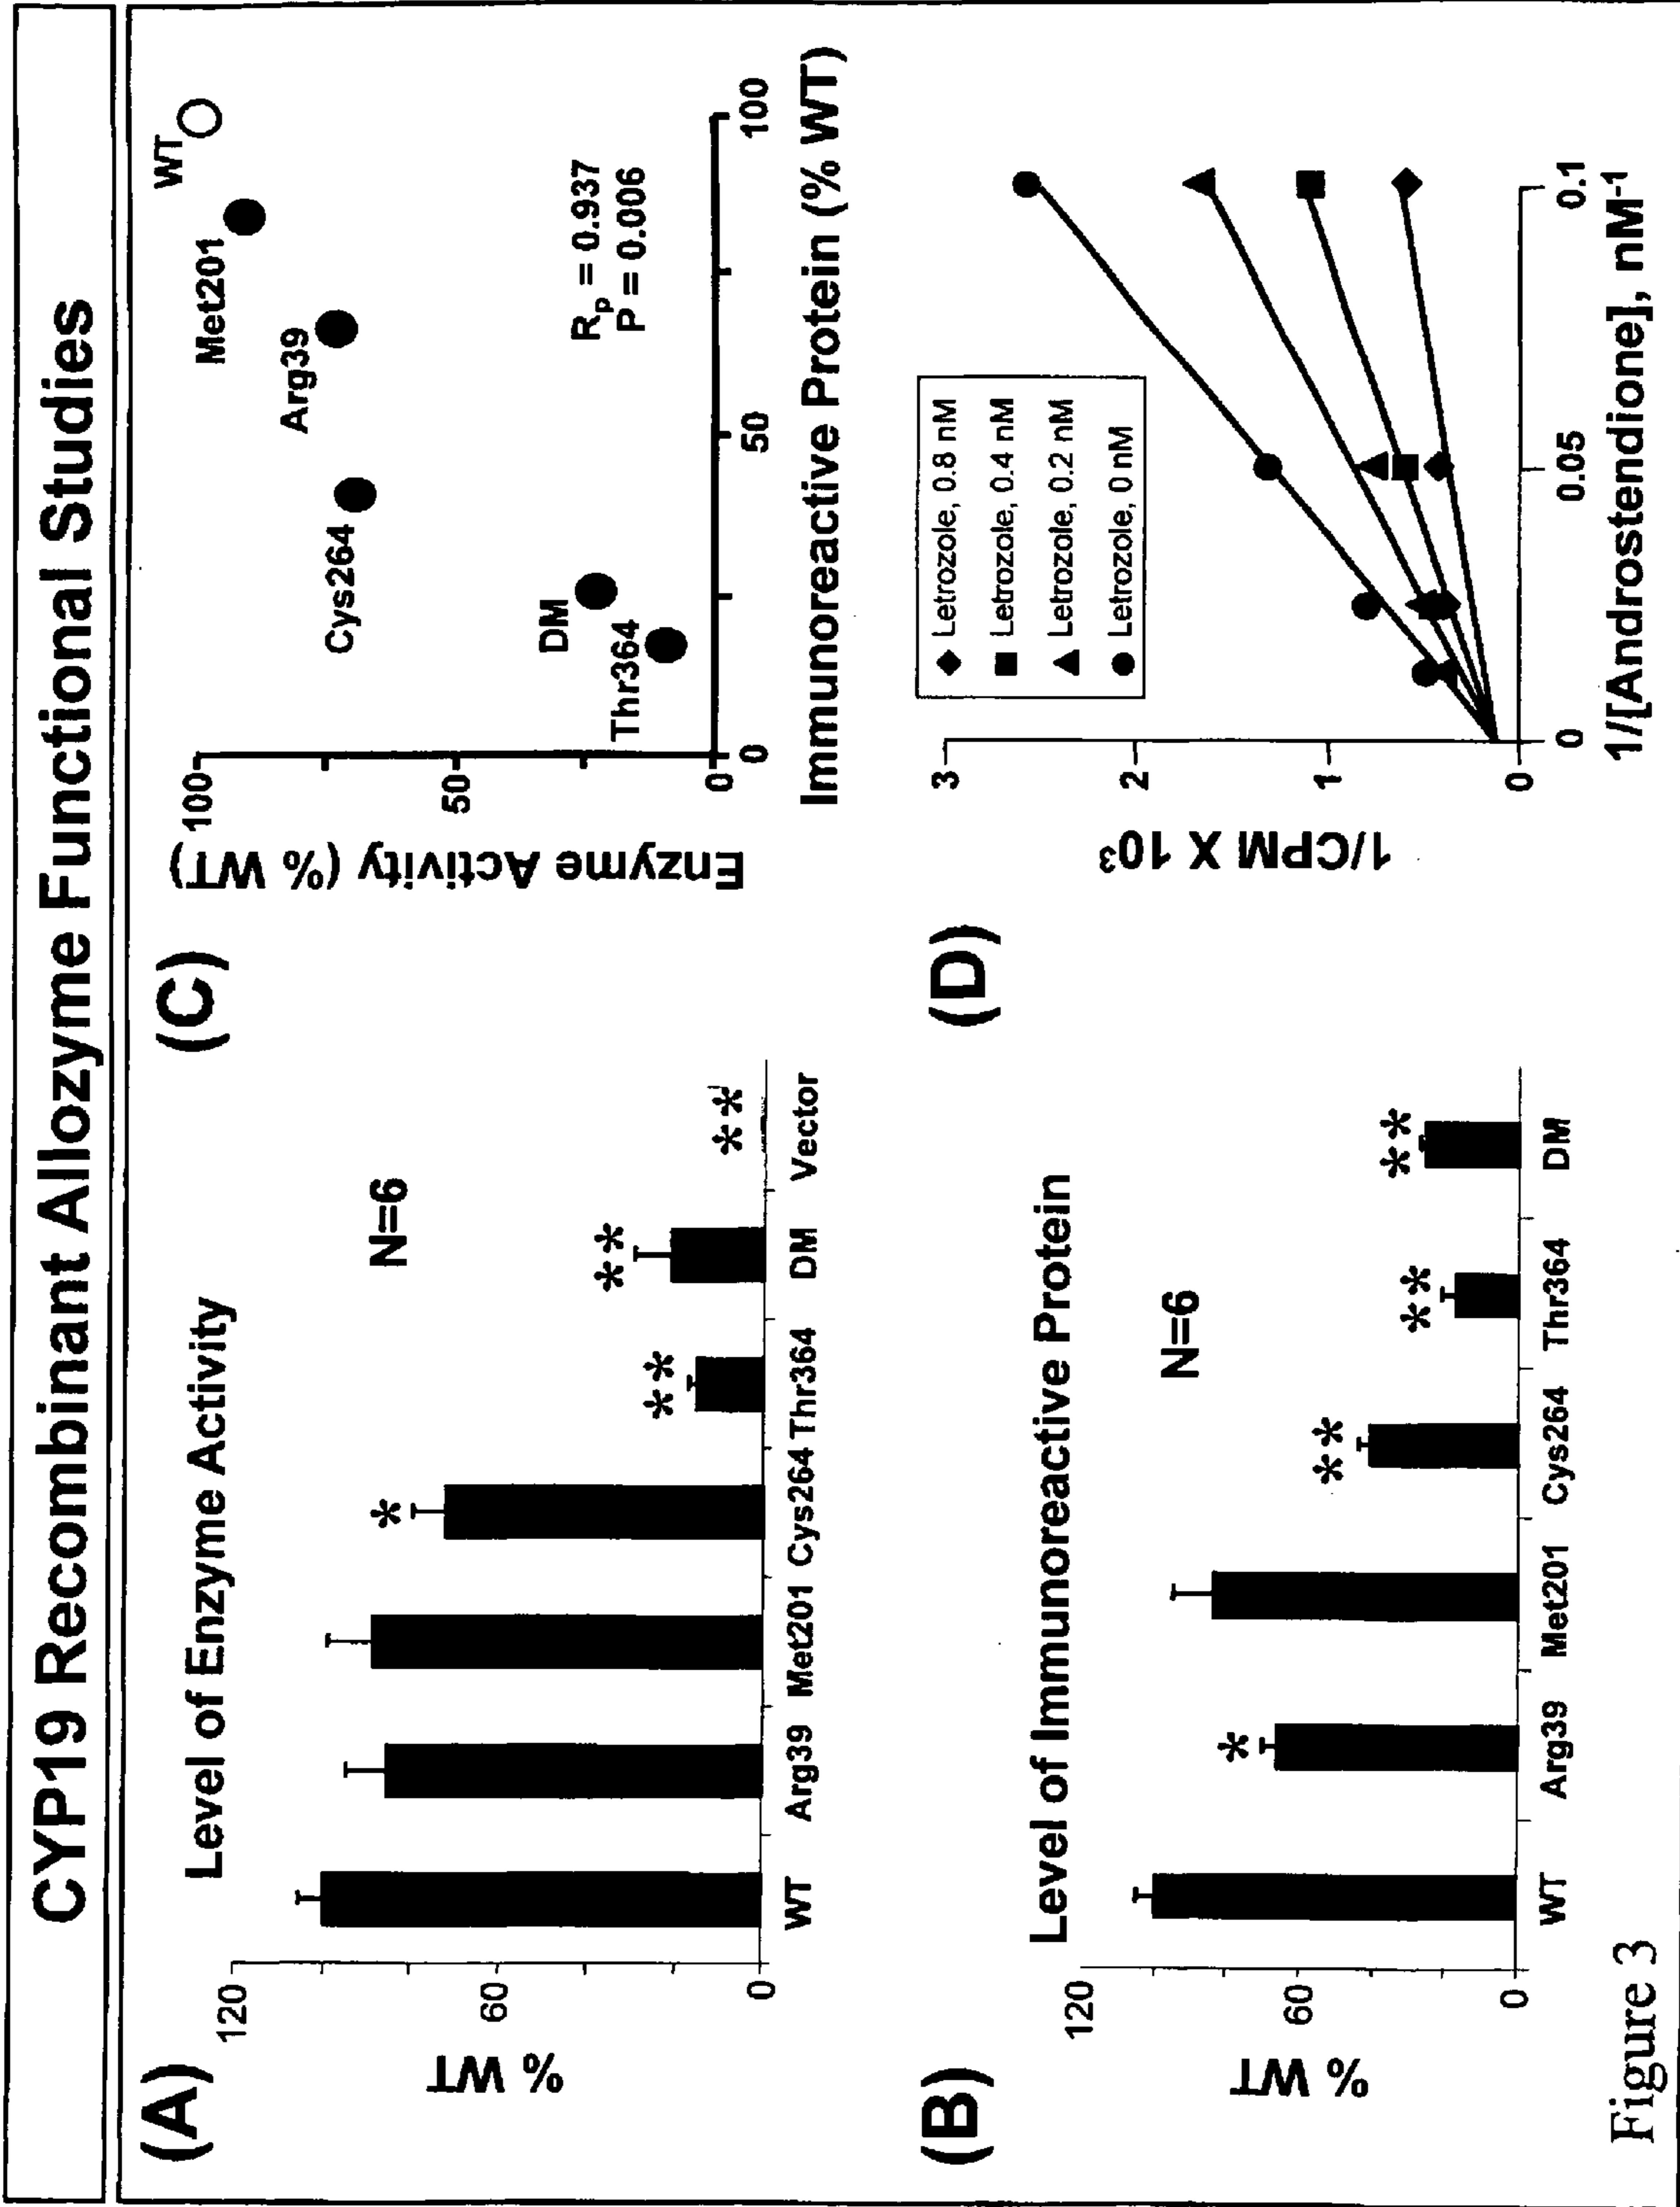 CYP19 Recombinant Allozyme Functional Studies
(A)
Level of Enzyme Activity
N=6
% WT
120
60
0
*
**
**
**
WT Arg39 Met201 Cys264 Thr364 DM Vector
(B)
Level of Immunoreactive Protein
N=6
% WT
120
60
0
*
**
**
**
WT Arg39 Met201 Cys264 Thr364 DM
(C)
Enzyme Activity (% WT)
100
50
0
WT
Met201
Arg39
Cys264
DM
Thr364
Rp = 0.937
P = 0.006
0 50 100
Immunoreactive Protein (% WT)
(D)
1/CPM X 10³
3
2
1
0
Letrozole, 0.8 nM
Letrozole, 0.4 nM
Letrozole, 0.2 nM
Letrozole, 0 nM
0 0.05 0.1
1/[Androstendione], nM⁻¹
Figure 3